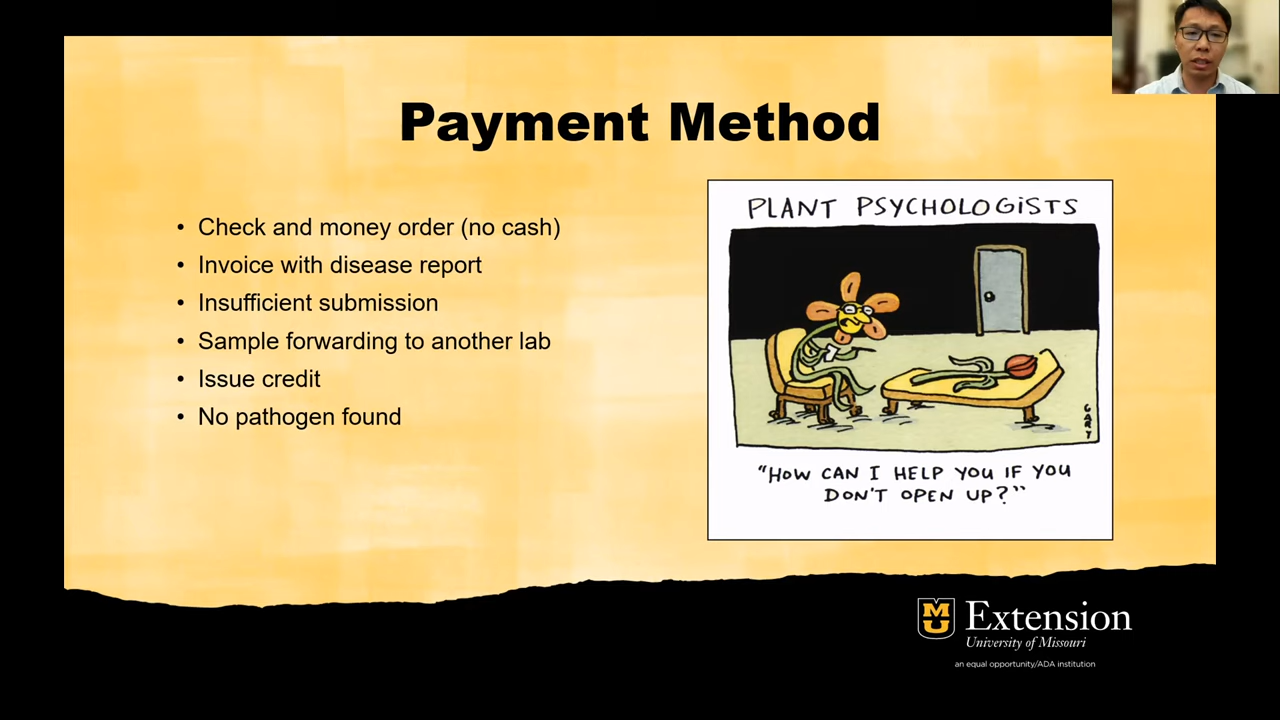 Payment Method
• Check and money order (no cash)
• Invoice with disease report
• Insufficient submission
• Sample forwarding to another lab
• Issue credit
• No pathogen found
PLANT PSYCHOLOGISTS
GARY
"HOW CAN I HELP YOU IF YOU
DON'T OPEN UP?"
MU
Extension
University of Missouri
an equal opportunity/ADA institution